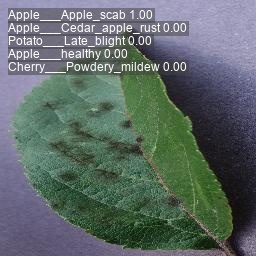 Apple___Apple_scab 1.00
Apple___Cedar_apple_rust 0.00
Potato___Late_blight 0.00
Apple___healthy 0.00
Cherry___Powdery_mildew 0.00